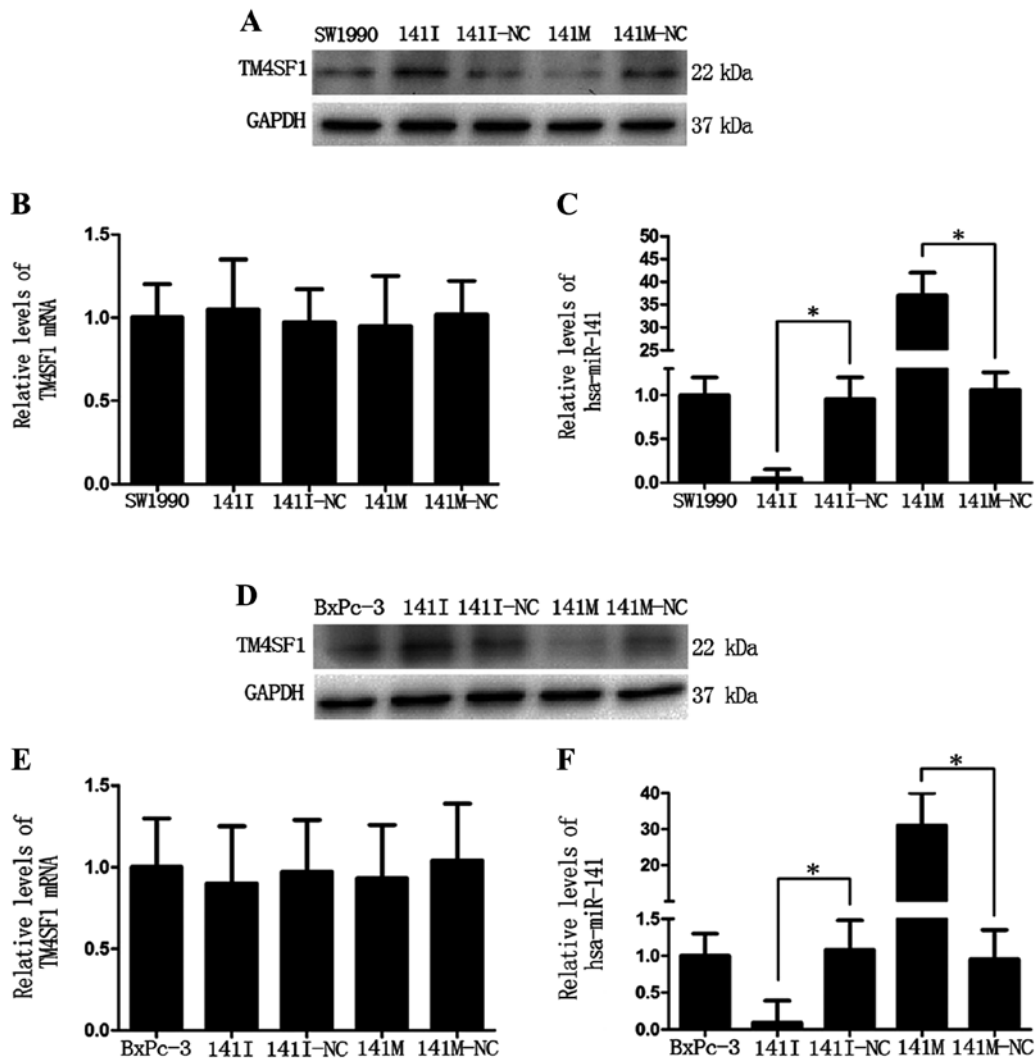 A
SW1990 141I 141I-NC 141M 141M-NC
TM4SF1 22 kDa
GAPDH 37 kDa
B
Relative levels of
TM4SF1 mRNA
1.5
1.0
0.5
0.0
SW1990 141I 141I-NC 141M 141M-NC
C
Relative levels of
hsa-miR-141
50
45
40
35
30
25
1.0
0.5
0.0
*
*
SW1990 141I 141I-NC 141M 141M-NC
D
BxPc-3 141I 141I-NC 141M 141M-NC
TM4SF1 22 kDa
GAPDH 37 kDa
E
Relative levels of
TM4SF1 mRNA
1.5
1.0
0.5
0.0
BxPc-3 141I 141I-NC 141M 141M-NC
F
Relative levels of
hsa-miR-141
40
30
20
1.5
1.0
0.5
0.0
*
*
BxPc-3 141I 141I-NC 141M 141M-NC